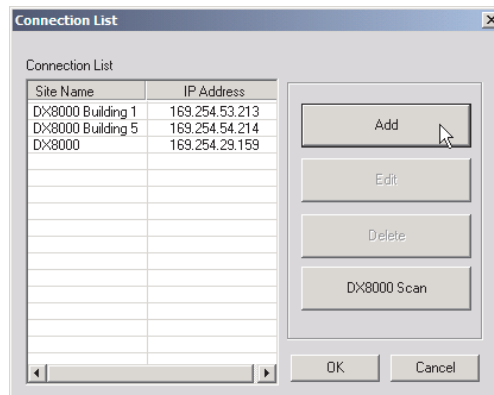 Connection List
Connection List
Site Name IP Address
DX8000 Building 1 169.254.53.213
DX8000 Building 5 169.254.54.214
DX8000 169.254.29.159
Add
Edit
Delete
DX8000 Scan
OK Cancel